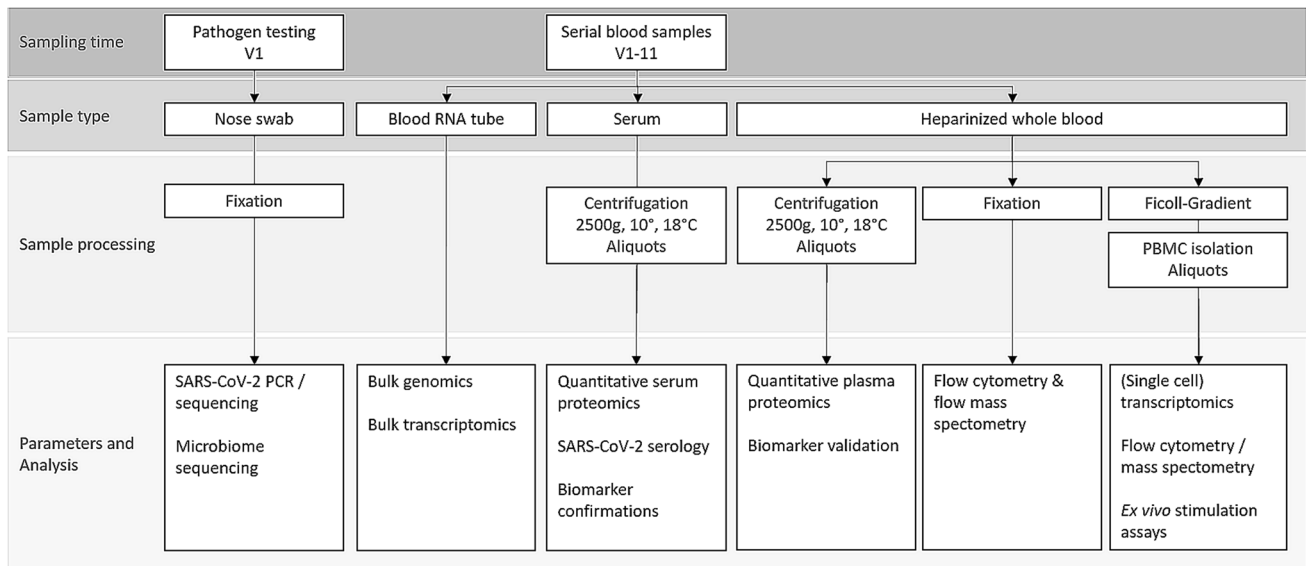 Sampling time
Pathogen testing
V1
Serial blood samples
V1-11
Sample type
Nose swab
Blood RNA tube
Serum
Heparinized whole blood
Sample processing
Fixation
Centrifugation
2500g, 10°, 18°C
Aliquots
Centrifugation
2500g, 10°, 18°C
Aliquots
Fixation
Ficoll-Gradient
PBMC isolation
Aliquots
Parameters and
Analysis
SARS-CoV-2 PCR /
sequencing
Microbiome
sequencing
Bulk genomics
Bulk transcriptomics
Quantitative serum
proteomics
SARS-CoV-2 serology
Biomarker
confirmations
Quantitative plasma
proteomics
Biomarker validation
Flow cytometry &
flow mass
spectometry
(Single cell)
transcriptomics
Flow cytometry /
mass spectometry
Ex vivo stimulation
assays